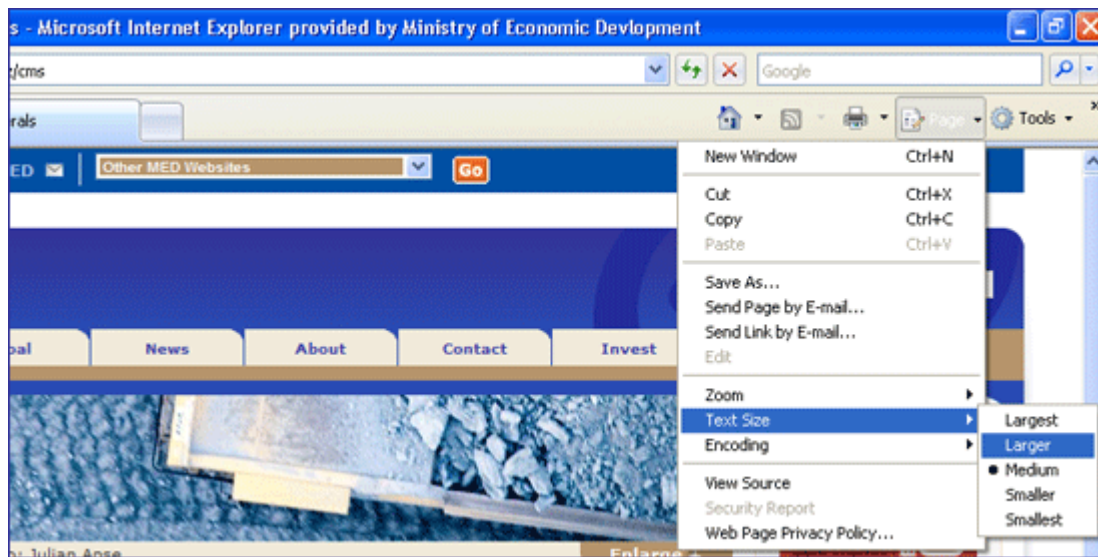 s - Microsoft Internet Explorer provided by Ministry of Economic Devlopment
/cms
Google
rals
Page
Tools
ED
Other MED Websites
Go
New Window Ctrl+N
Cut Ctrl+X
Copy Ctrl+C
Paste Ctrl+V
Save As...
Send Page by E-mail...
Send Link by E-mail...
Edit
bal News About Contact Invest
Zoom
Text Size
Encoding
View Source
Security Report
Web Page Privacy Policy...
Largest
Larger
Medium
Smaller
Smallest
o: Julian Apse
Enlarge +